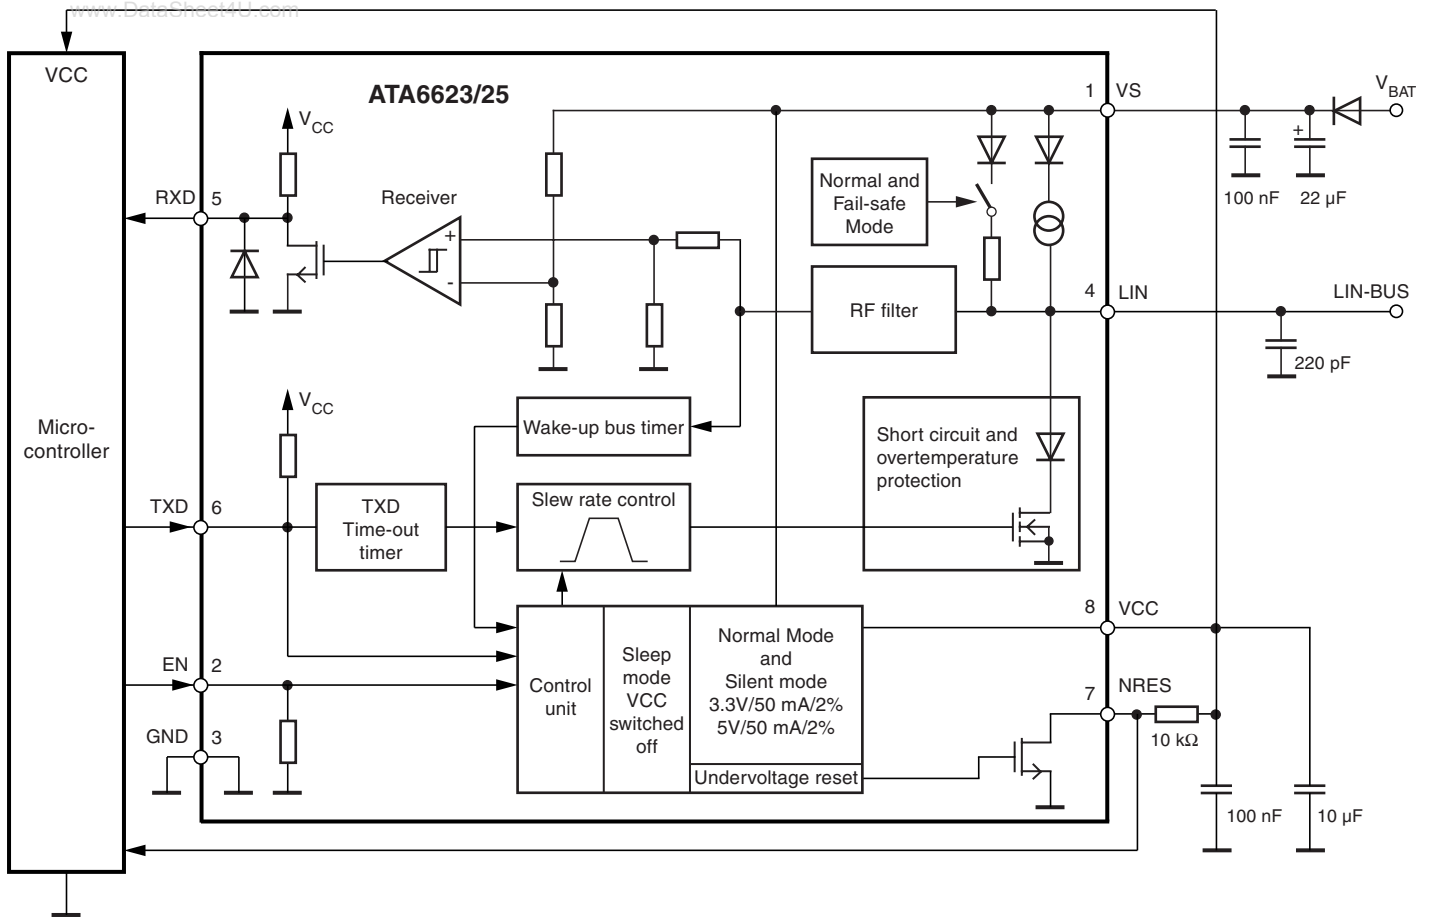 www.DataSheet4U.com
VCC
ATA6623/25
1
VS
VBAT
VCC
+
100 nF
22 µF
Normal and
Fail-safe
Mode
RXD
5
Receiver
+
-
RF filter
4
LIN
LIN-BUS
220 pF
VCC
Micro-
controller
Wake-up bus timer
Short circuit and
overtemperature
protection
TXD
6
TXD
Time-out
timer
Slew rate control
8
VCC
EN
2
Control
unit
Sleep
mode
VCC
switched
off
Normal Mode
and
Silent mode
3.3V/50 mA/2%
5V/50 mA/2%
7
NRES
10 kΩ
GND
3
Undervoltage reset
100 nF
10 µF